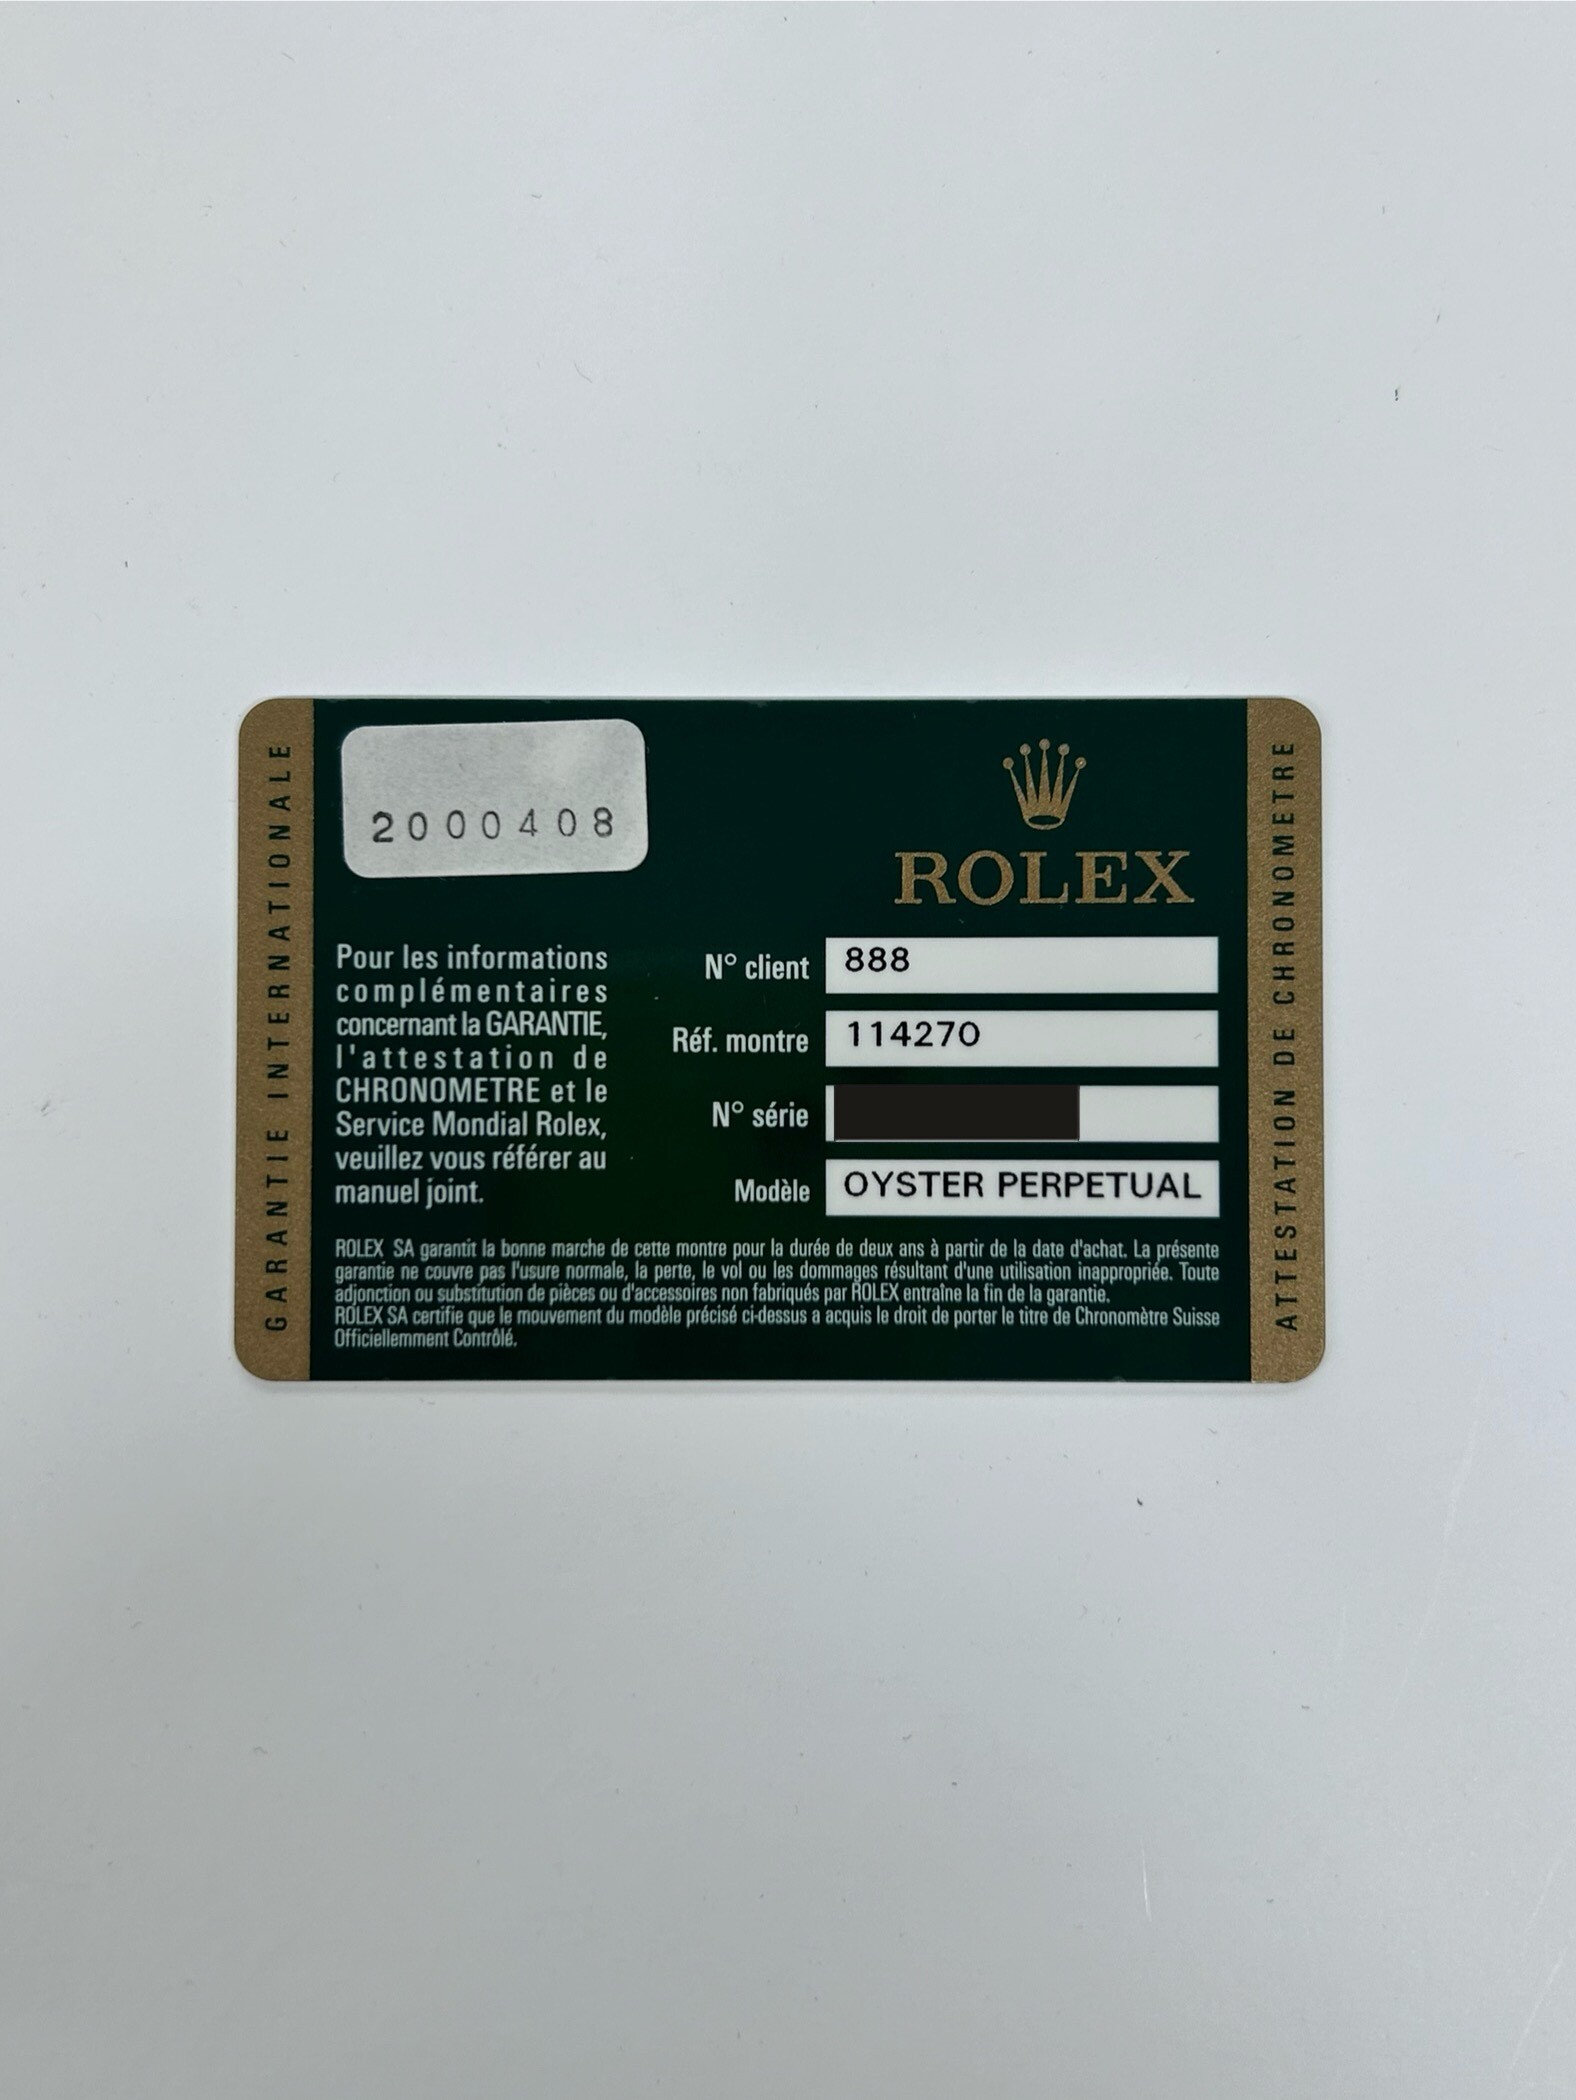 GARANTIE INTERNATIONALE
2000408
ROLEX
Pour les informations
complémentaires
concernant la GARANTIE,
l'attestation de
CHRONOMETRE et le
Service Mondial Rolex,
veuillez vous référer au
manuel joint.
N° client 888
Réf. montre 114270
N° série
Modèle OYSTER PERPETUAL
ROLEX SA garantit la bonne marche de cette montre pour la durée de deux ans à partir de la date d'achat. La présente
garantie ne couvre pas l'usure normale, la perte, le vol ou les dommages résultant d'une utilisation inappropriée. Toute
adjonction ou substitution de pièces ou d'accessoires non fabriqués par ROLEX entraîne la fin de la garantie.
ROLEX SA certifie que le mouvement du modèle précisé ci-dessus a acquis le droit de porter le titre de Chronomètre Suisse
Officiellemment Contrôlé.
ATTESTATION DE CHRONOMETRE